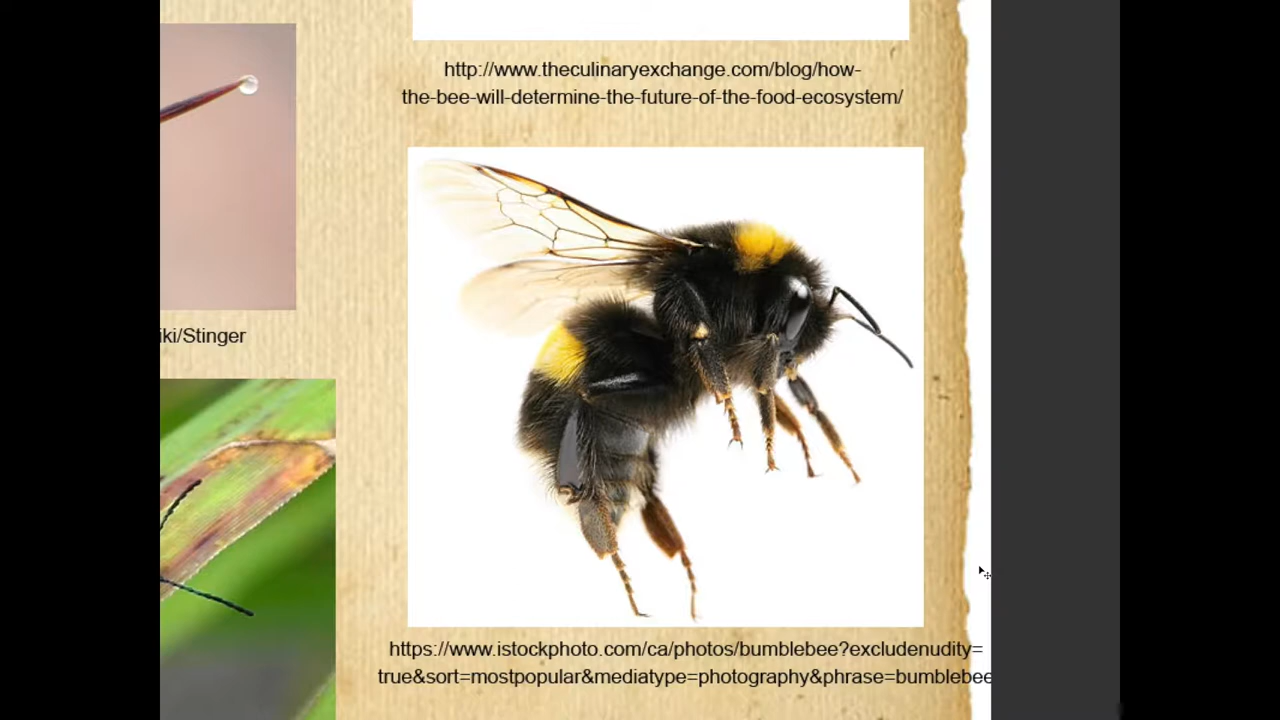 http://www.theculinaryexchange.com/blog/how-
the-bee-will-determine-the-future-of-the-food-ecosystem/
iki/Stinger
https://www.istockphoto.com/ca/photos/bumblebee?excludenudity=
true&sort=mostpopular&mediatype=photography&phrase=bumblebee